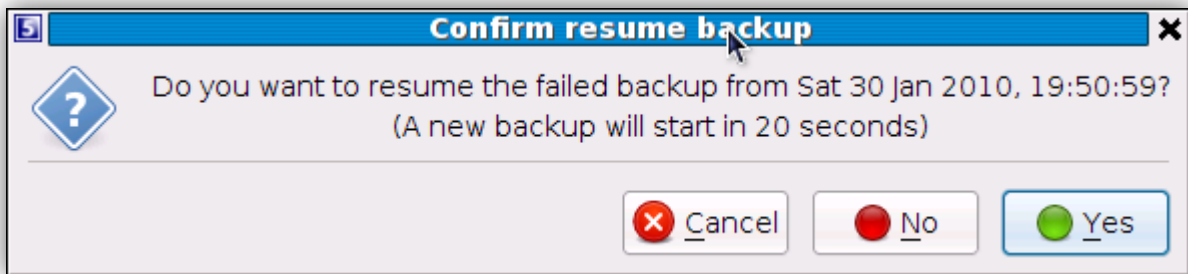 5 Confirm resume backup
Do you want to resume the failed backup from Sat 30 Jan 2010, 19:50:59?
(A new backup will start in 20 seconds)
Cancel No Yes